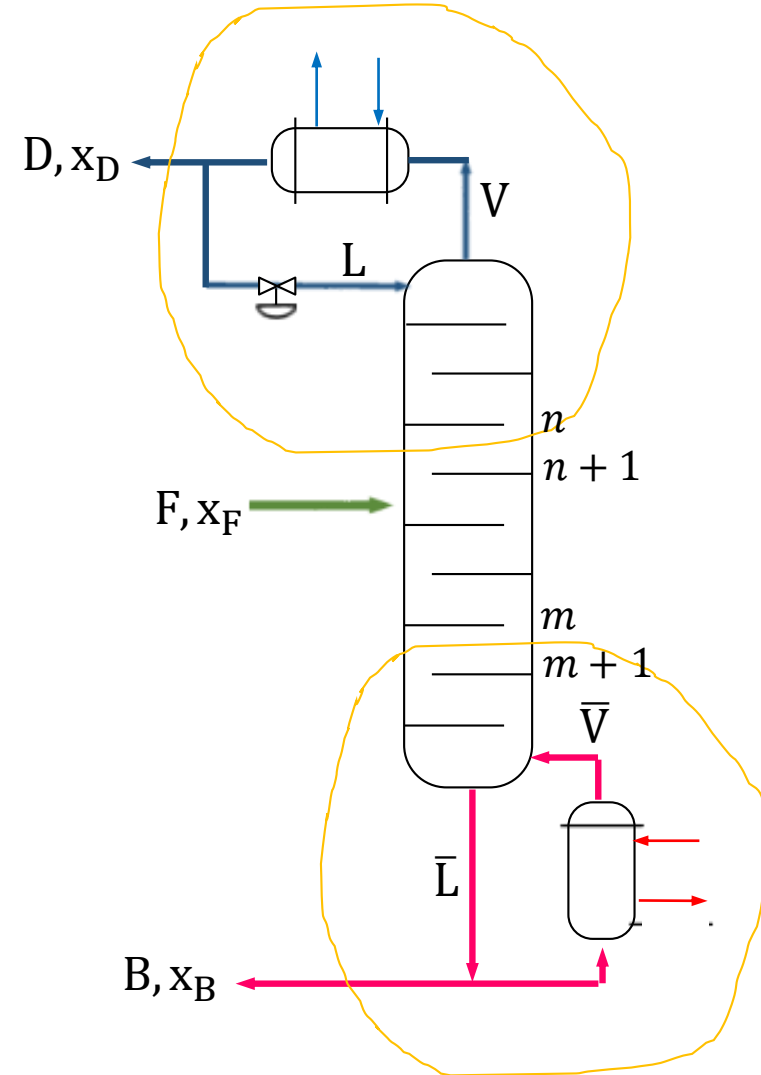 V
D, x_D
L
n
n + 1
F, x_F
m
m + 1
V̅
L̅
B, x_B